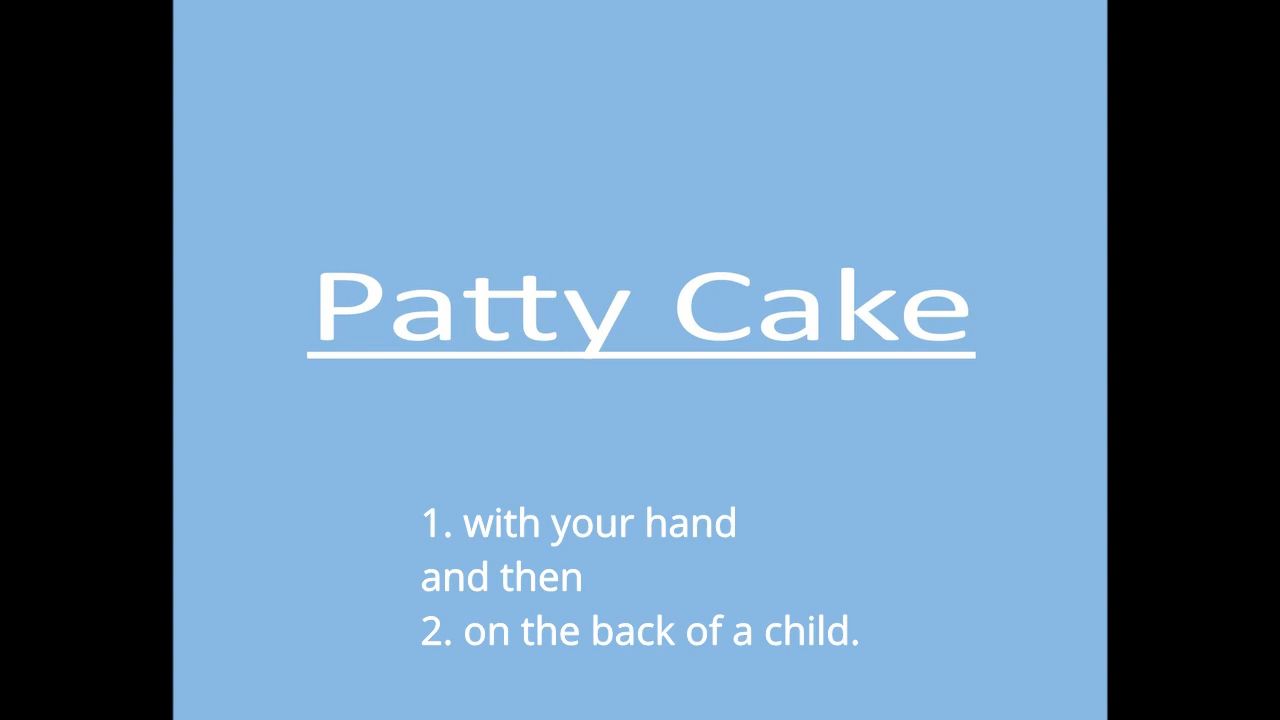 Patty Cake
1. with your hand
and then
2. on the back of a child.